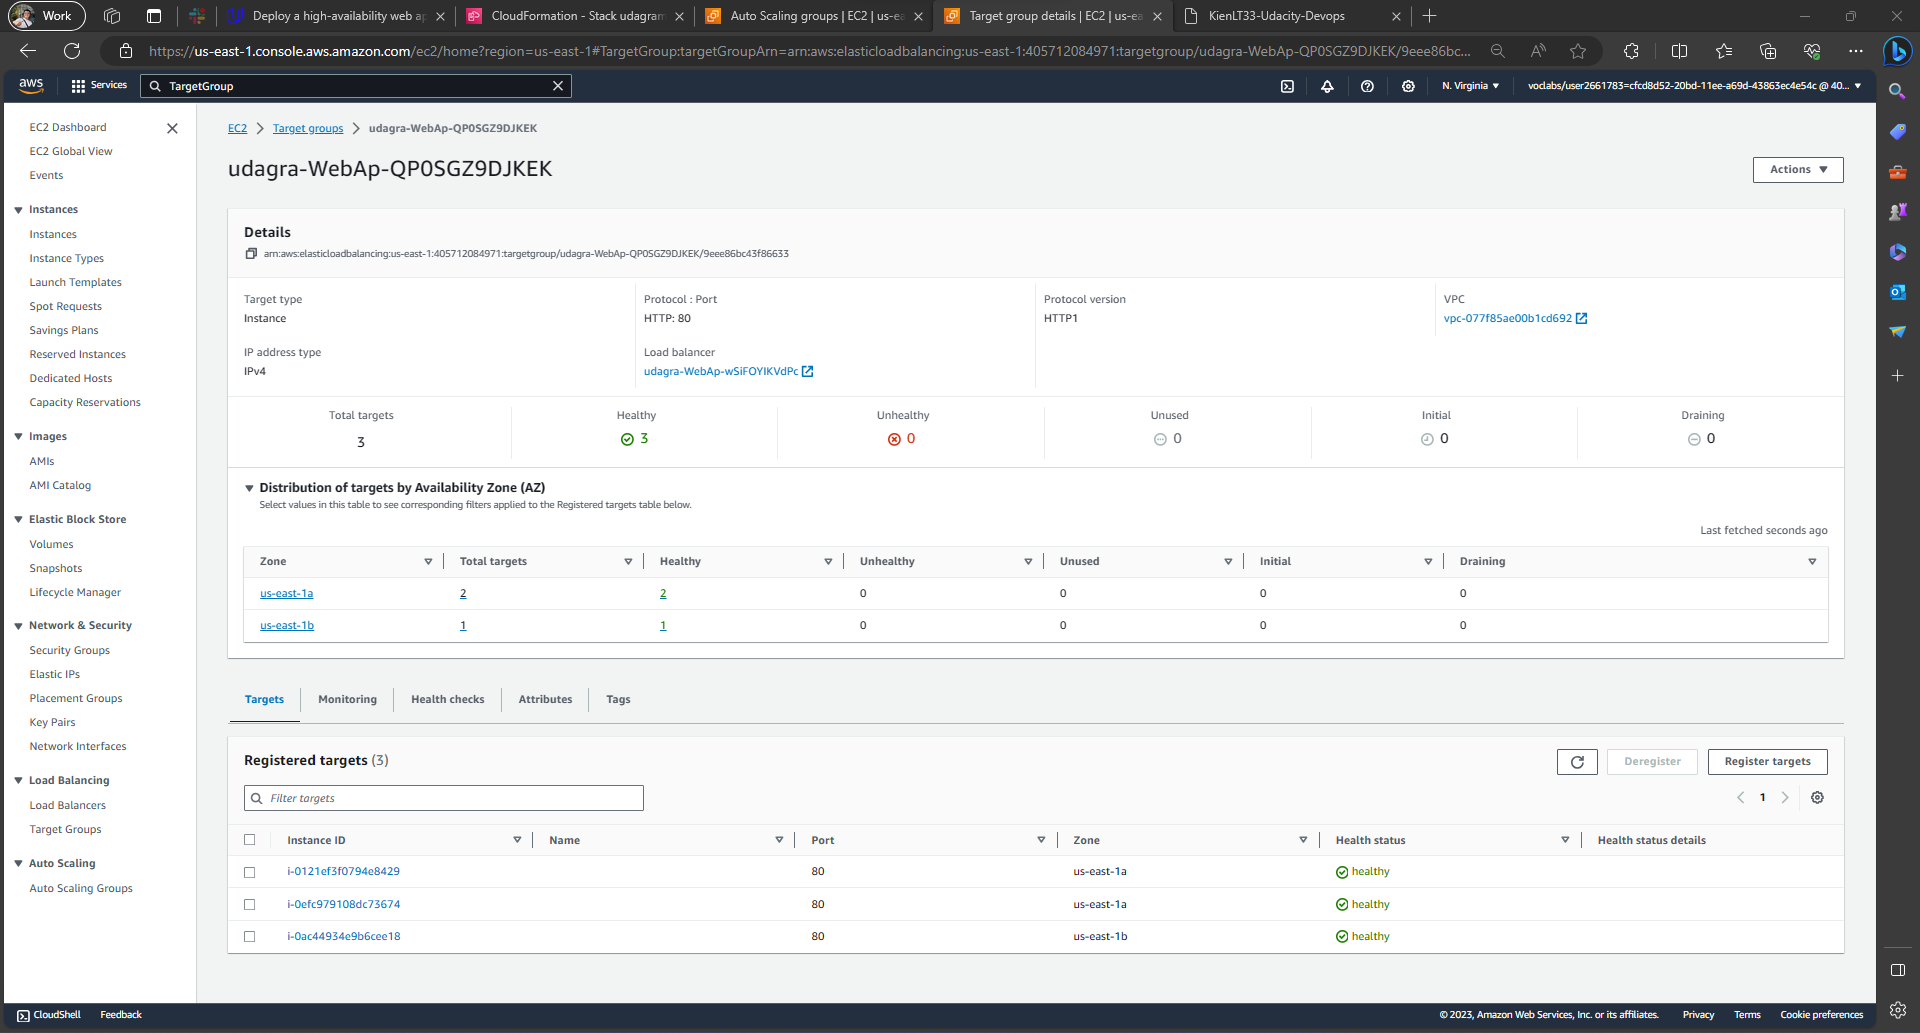 Work
Deploy a high-availability web ap
CloudFormation - Stack udagram
Auto Scaling groups | EC2 | us-ea
Target group details | EC2 | us-ea
KienLT33-Udacity-Devops
https://us-east-1.console.aws.amazon.com/ec2/home?region=us-east-1#TargetGroup:targetGroupArn=arn:aws:elasticloadbalancing:us-east-1:405712084971:targetgroup/udagra-WebAp-QP0SGZ9DJKEK/9eee86bc...
aws
Services
TargetGroup
N. Virginia
voclabs/user2661783=cfcd8d52-20bd-11ee-a69d-43863ec4e54c @ 40...
EC2 Dashboard
EC2 Global View
Events
Instances
Instances
Instance Types
Launch Templates
Spot Requests
Savings Plans
Reserved Instances
Dedicated Hosts
Capacity Reservations
Images
AMIs
AMI Catalog
Elastic Block Store
Volumes
Snapshots
Lifecycle Manager
Network & Security
Security Groups
Elastic IPs
Placement Groups
Key Pairs
Network Interfaces
Load Balancing
Load Balancers
Target Groups
Auto Scaling
Auto Scaling Groups
EC2 > Target groups > udagra-WebAp-QP0SGZ9DJKEK
udagra-WebAp-QP0SGZ9DJKEK
Actions
Details
arn:aws:elasticloadbalancing:us-east-1:405712084971:targetgroup/udagra-WebAp-QP0SGZ9DJKEK/9eee86bc43f86633
Target type
Instance
Protocol : Port
HTTP: 80
Protocol version
HTTP1
VPC
vpc-077f85ae00b1cd692
IP address type
IPv4
Load balancer
udagra-WebAp-wSiFOYIKVdPc
Total targets
3
Healthy
3
Unhealthy
0
Unused
0
Initial
0
Draining
0
Distribution of targets by Availability Zone (AZ)
Select values in this table to see corresponding filters applied to the Registered targets table below.
Last fetched seconds ago
Zone Total targets Healthy Unhealthy Unused Initial Draining
us-east-1a 2 2 0 0 0 0
us-east-1b 1 1 0 0 0 0
Targets Monitoring Health checks Attributes Tags
Registered targets (3)
Deregister
Register targets
Filter targets
1
Instance ID Name Port Zone Health status Health status details
i-0121ef3f0794e8429 80 us-east-1a healthy
i-0efc979108dc73674 80 us-east-1a healthy
i-0ac44934e9b6cee18 80 us-east-1b healthy
CloudShell Feedback
© 2023, Amazon Web Services, Inc. or its affiliates. Privacy Terms Cookie preferences